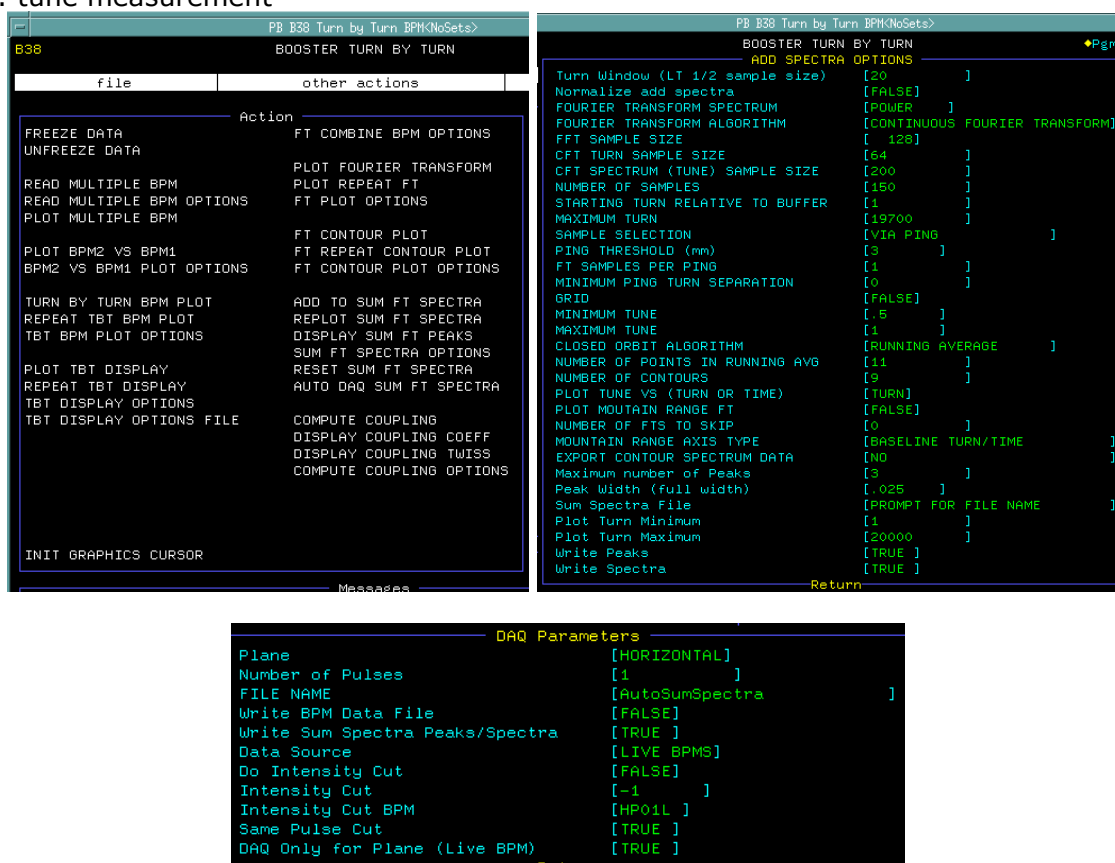 : tune measurement
PB B38 Turn by Turn BPM<NoSets>
B38 BOOSTER TURN BY TURN
file other actions
Action
FREEZE DATA FT COMBINE BPM OPTIONS
UNFREEZE DATA
PLOT FOURIER TRANSFORM
READ MULTIPLE BPM PLOT REPEAT FT
READ MULTIPLE BPM OPTIONS FT PLOT OPTIONS
PLOT MULTIPLE BPM
FT CONTOUR PLOT
PLOT BPM2 VS BPM1 FT REPEAT CONTOUR PLOT
BPM2 VS BPM1 PLOT OPTIONS FT CONTOUR PLOT OPTIONS
TURN BY TURN BPM PLOT ADD TO SUM FT SPECTRA
REPEAT TBT BPM PLOT REPLOT SUM FT SPECTRA
TBT BPM PLOT OPTIONS DISPLAY SUM FT PEAKS
SUM FT SPECTRA OPTIONS
PLOT TBT DISPLAY RESET SUM FT SPECTRA
REPEAT TBT DISPLAY AUTO DAQ SUM FT SPECTRA
TBT DISPLAY OPTIONS
TBT DISPLAY OPTIONS FILE COMPUTE COUPLING
DISPLAY COUPLING COEFF
DISPLAY COUPLING TWISS
COMPUTE COUPLING OPTIONS
INIT GRAPHICS CURSOR
Messages
PB B38 Turn by Turn BPM<NoSets>
BOOSTER TURN BY TURN ◆Pgm
ADD SPECTRA OPTIONS
Turn Window (LT 1/2 sample size) [20 ]
Normalize add spectra [FALSE]
FOURIER TRANSFORM SPECTRUM [POWER ]
FOURIER TRANSFORM ALGORITHM [CONTINUOUS FOURIER TRANSFORM]
FFT SAMPLE SIZE [ 128]
CFT TURN SAMPLE SIZE [64 ]
CFT SPECTRUM (TUNE) SAMPLE SIZE [200 ]
NUMBER OF SAMPLES [150 ]
STARTING TURN RELATIVE TO BUFFER [1 ]
MAXIMUM TURN [19700 ]
SAMPLE SELECTION [VIA PING ]
PING THRESHOLD (mm) [3 ]
FT SAMPLES PER PING [1 ]
MINIMUM PING TURN SEPARATION [0 ]
GRID [FALSE]
MINIMUM TUNE [.5 ]
MAXIMUM TUNE [1 ]
CLOSED ORBIT ALGORITHM [RUNNING AVERAGE ]
NUMBER OF POINTS IN RUNNING AVG [11 ]
NUMBER OF CONTOURS [9 ]
PLOT TUNE VS (TURN OR TIME) [TURN]
PLOT MOUTAIN RANGE FT [FALSE]
NUMBER OF FTS TO SKIP [0 ]
MOUNTAIN RANGE AXIS TYPE [BASELINE TURN/TIME ]
EXPORT CONTOUR SPECTRUM DATA [NO ]
Maximum number of Peaks [3 ]
Peak Width (full width) [.025 ]
Sum Spectra File [PROMPT FOR FILE NAME ]
Plot Turn Minimum [1 ]
Plot Turn Maximum [20000 ]
Write Peaks [TRUE ]
Write Spectra [TRUE ]
Return
DAQ Parameters
Plane [HORIZONTAL]
Number of Pulses [1 ]
FILE NAME [AutoSumSpectra ]
Write BPM Data File [FALSE]
Write Sum Spectra Peaks/Spectra [TRUE ]
Data Source [LIVE BPMS]
Do Intensity Cut [FALSE]
Intensity Cut [-1 ]
Intensity Cut BPM [HP01L ]
Same Pulse Cut [TRUE ]
DAQ Only for Plane (Live BPM) [TRUE ]